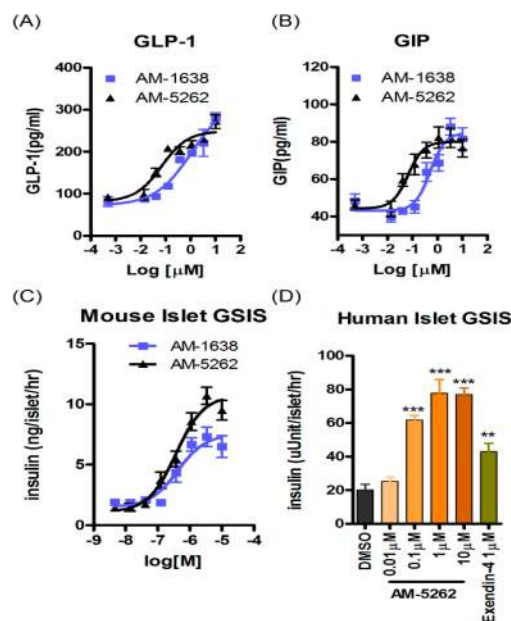 (A)
GLP-1
400
300
200
100
0
GLP-1(pg/ml)
AM-1638
AM-5262
-4 -3 -2 -1 0 1 2
Log [μM]
(B)
GIP
120
100
80
60
40
GIP(pg/ml)
AM-1638
AM-5262
-4 -3 -2 -1 0 1 2
Log [μM]
(C)
Mouse Islet GSIS
AM-1638
AM-5262
15
10
5
0
insulin (ng/islet/hr)
-9 -8 -7 -6 -5 -4
log[M]
(D)
Human Islet GSIS
100
80
60
40
20
0
insulin (uUnit/islet/hr)
***
***
***
**
DMSO
0.01μM
0.1μM
1μM
10μM
Exendin-4 1μM
AM-5262